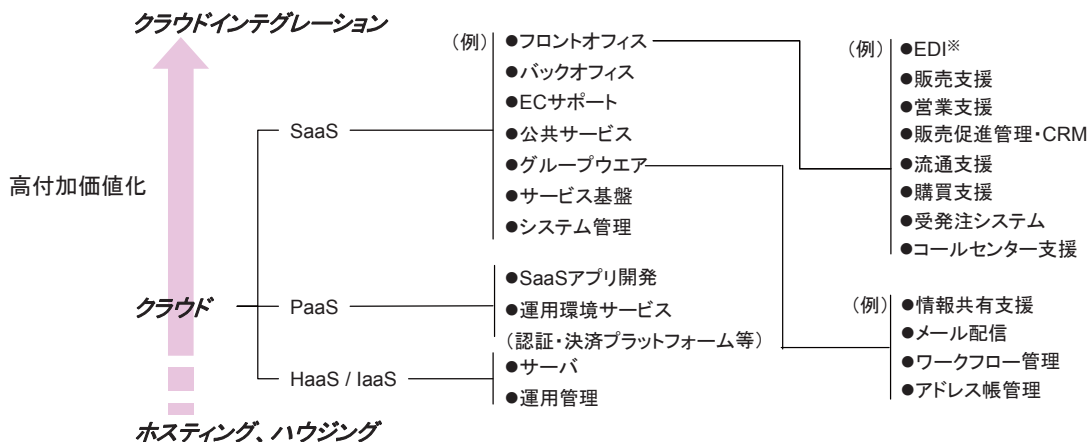 クラウドインテグレーション
高付加価値化
クラウド
ホスティング、ハウジング
SaaS
PaaS
HaaS / IaaS
（例）
●フロントオフィス
●バックオフィス
●ECサポート
●公共サービス
●グループウエア
●サービス基盤
●システム管理
●SaaSアプリ開発
●運用環境サービス
（認証・決済プラットフォーム等）
●サーバ
●運用管理
（例）
●EDI※
●販売支援
●営業支援
●販売促進管理・CRM
●流通支援
●購買支援
●受発注システム
●コールセンター支援
（例）
●情報共有支援
●メール配信
●ワークフロー管理
●アドレス帳管理